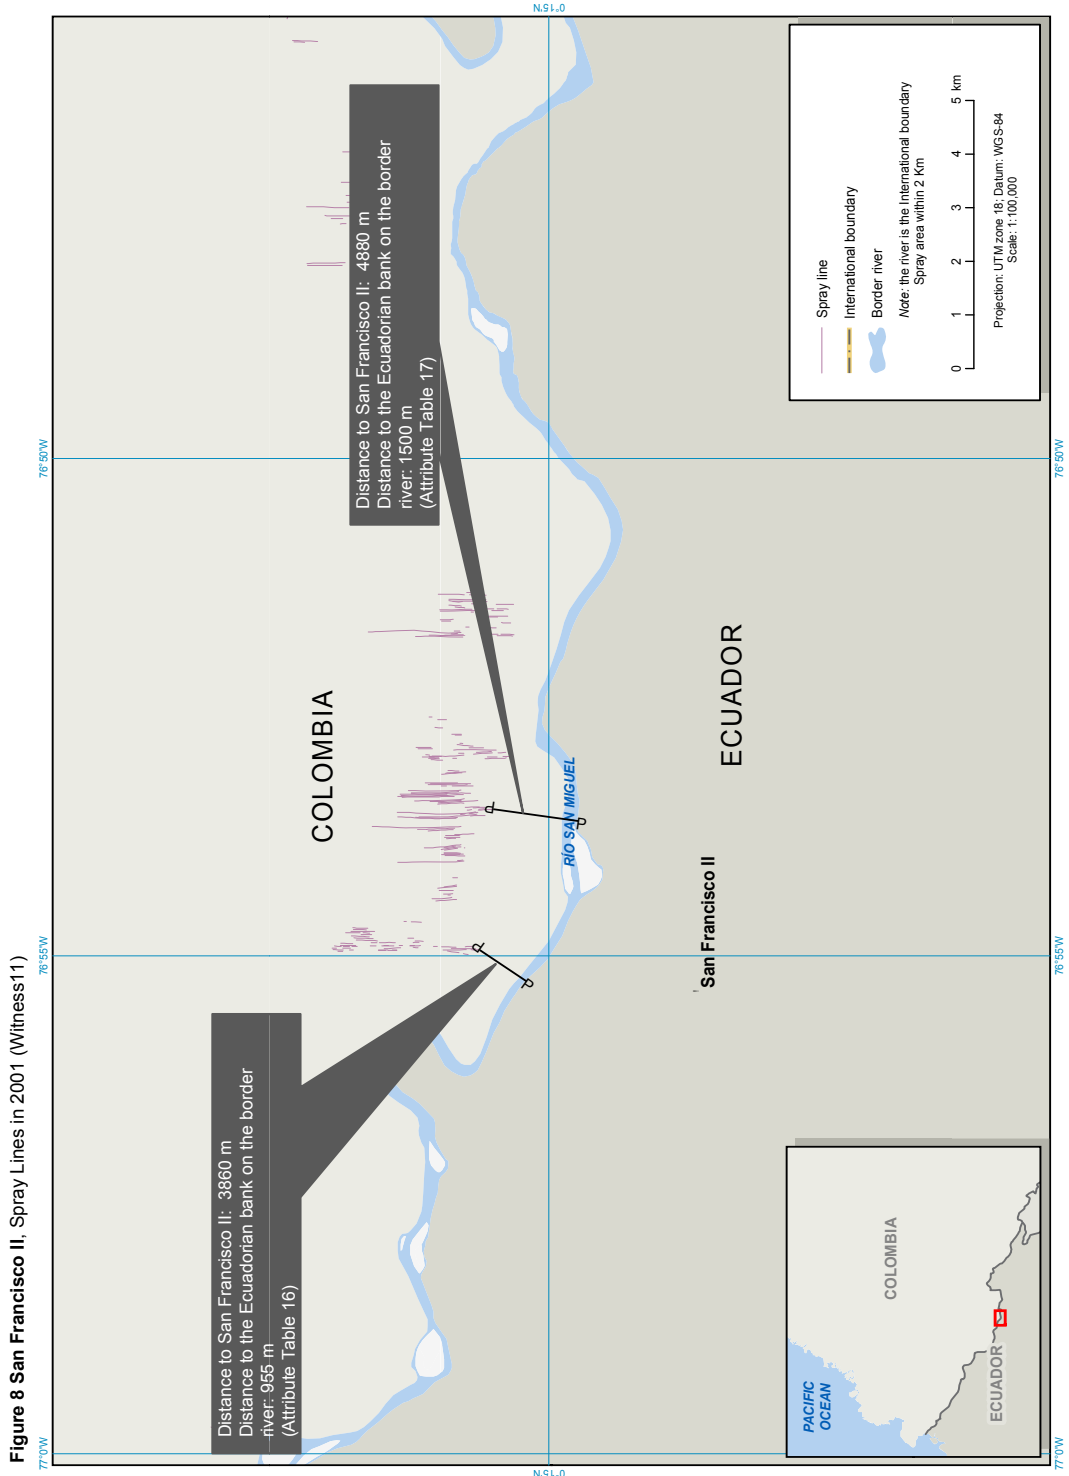 Figure 8 San Francisco II, Spray Lines in 2001 (Witness11)
77°0'W
76°55'W
76°50'W
Distance to San Francisco II: 3860 m
Distance to the Ecuadorian bank on the border
river: 955 m
(Attribute Table 16)
Distance to San Francisco II: 4880 m
Distance to the Ecuadorian bank on the border
river: 1500 m
(Attribute Table 17)
COLOMBIA
0°15'N
0°15'N
RÍO SAN MIGUEL
San Francisco II
ECUADOR
PACIFIC
OCEAN
COLOMBIA
ECUADOR
Spray line
International boundary
Border river
Note: the river is the International boundary
Spray area within 2 Km
0 1 2 3 4 5 km
Projection: UTM zone 18; Datum: WGS-84
Scale: 1:100,000
77°0'W
76°55'W
76°50'W